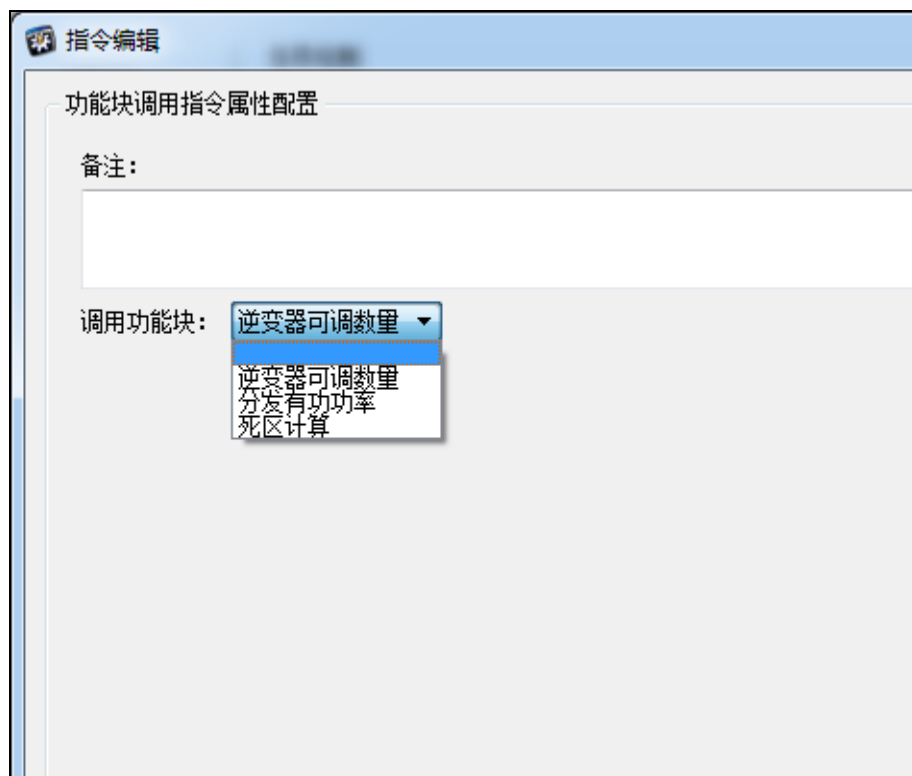 指令编辑
功能块调用指令属性配置
备注：
调用功能块： 逆变器可调数量
逆变器可调数量
分发有功功率
死区计算